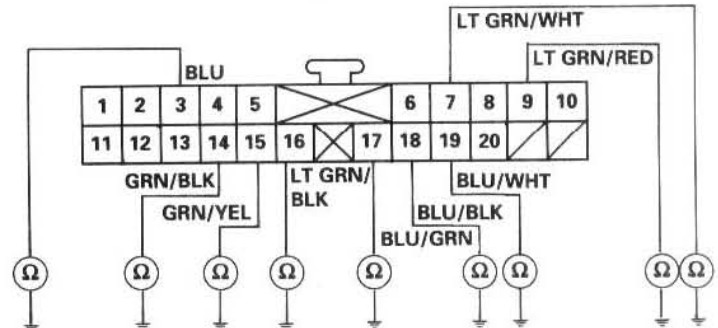 LT GRN/WHT
LT GRN/RED
BLU
1 2 3 4 5 6 7 8 9 10
11 12 13 14 15 16 17 18 19 20
GRN/BLK
LT GRN/
BLK
BLU/WHT
GRN/YEL
BLU/BLK
BLU/GRN
Ω Ω Ω Ω Ω Ω Ω Ω Ω